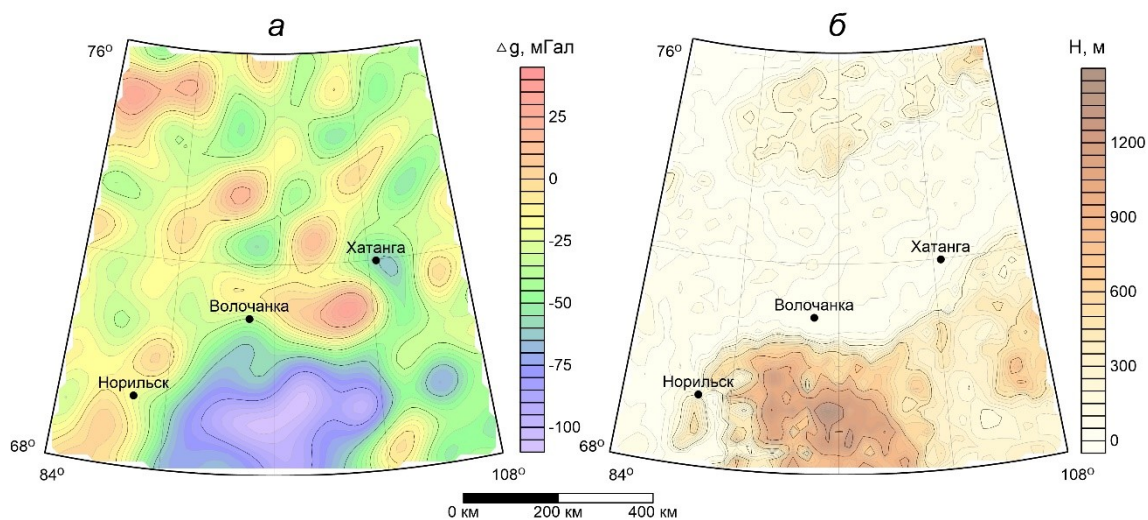 а
б
76°
Δg, мГал
76°
Н, м
25
0
-25
-50
-75
-100
1200
900
600
300
0
Хатанга
Хатанга
Волочанка
Волочанка
Норильск
Норильск
68°
84°
108°
68°
84°
108°
0 км
200 км
400 км